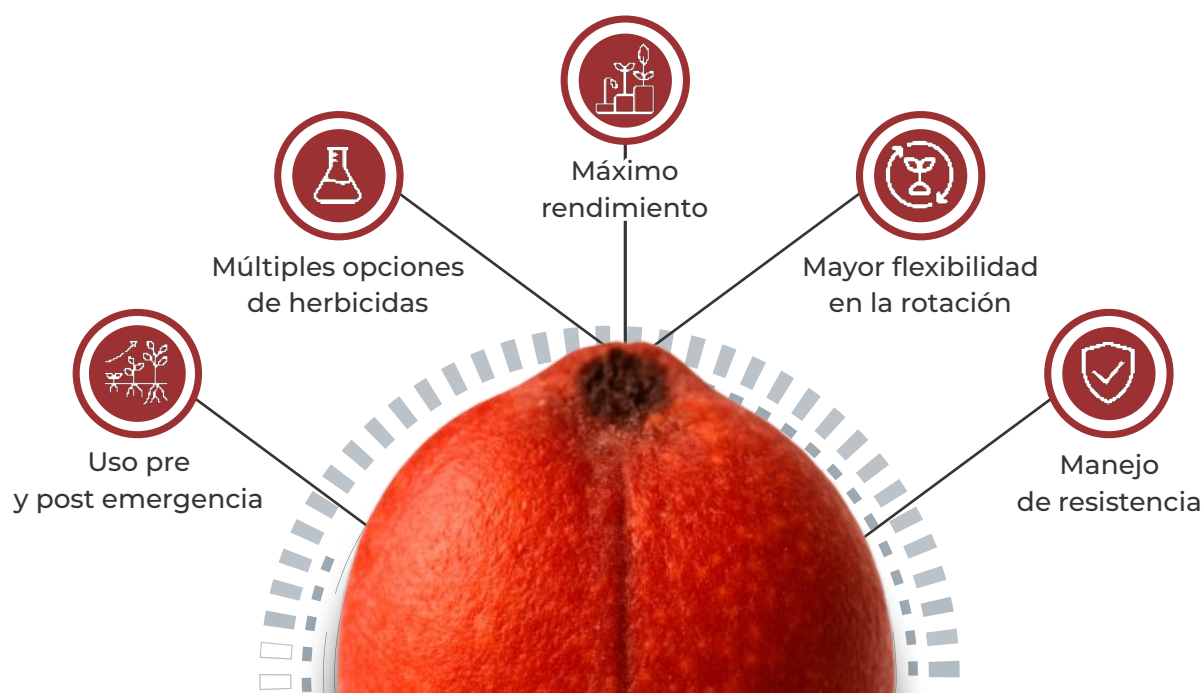 Máximo
rendimiento
Múltiples opciones
de herbicidas
Mayor flexibilidad
en la rotación
Uso pre
y post emergencia
Manejo
de resistencia